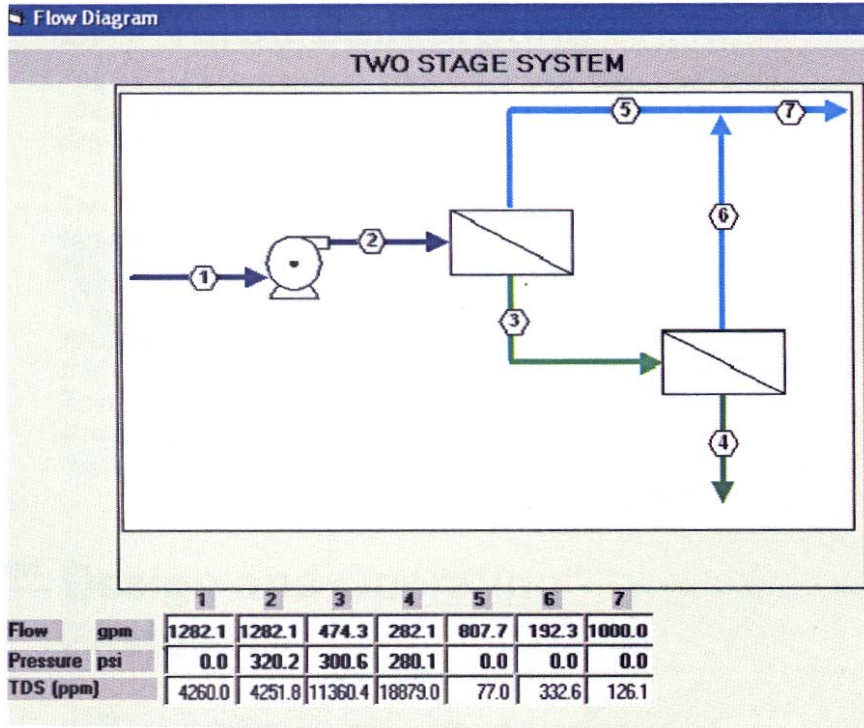 Flow Diagram
TWO STAGE SYSTEM
5 7
6
2
1
3
4
1 2 3 4 5 6 7
Flow gpm 1282.1 1282.1 474.3 282.1 807.7 192.3 1000.0
Pressure psi 0.0 320.2 300.6 280.1 0.0 0.0 0.0
TDS (ppm) 4260.0 4251.8 11360.4 18879.0 77.0 332.6 126.1